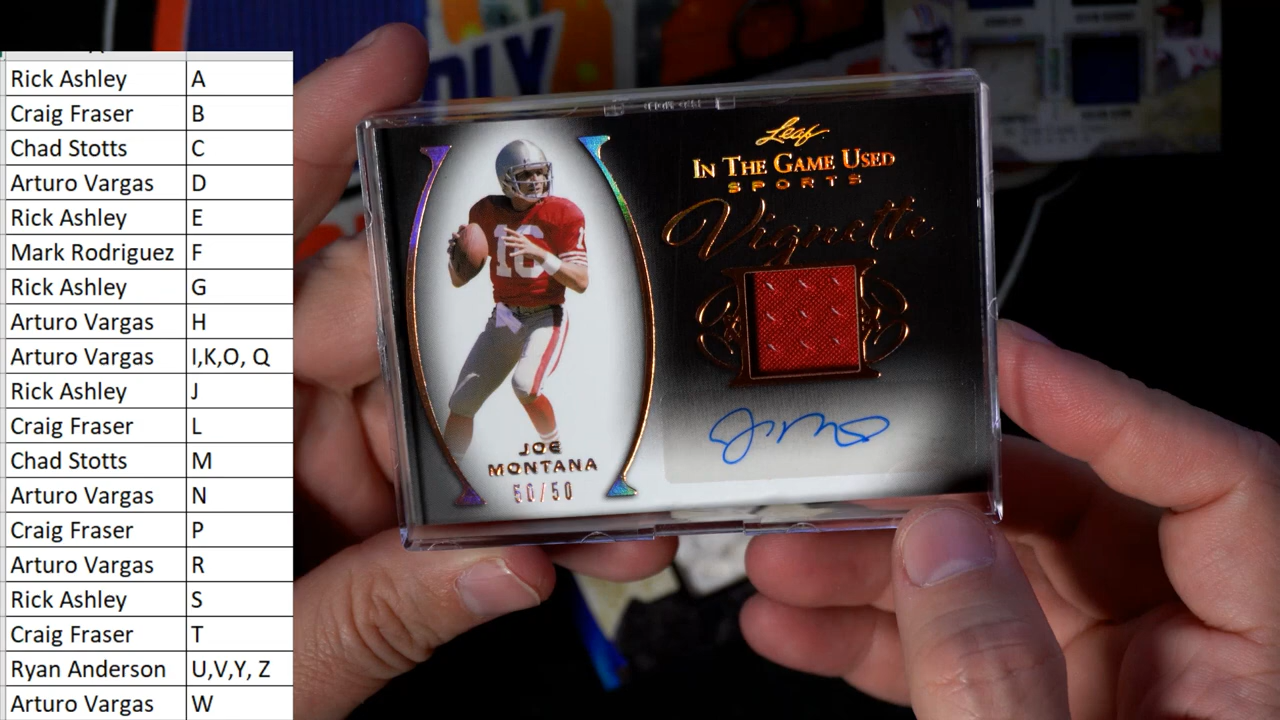 Rick Ashley A
Craig Fraser B
Chad Stotts C
Arturo Vargas D
Rick Ashley E
Mark Rodriguez F
Rick Ashley G
Arturo Vargas H
Arturo Vargas I,K,O, Q
Rick Ashley J
Craig Fraser L
Chad Stotts M
Arturo Vargas N
Craig Fraser P
Arturo Vargas R
Rick Ashley S
Craig Fraser T
Ryan Anderson U,V,Y, Z
Arturo Vargas W
Leaf
IN THE GAME USED
SPORTS
Vignette
16
JOE
MONTANA
50/50